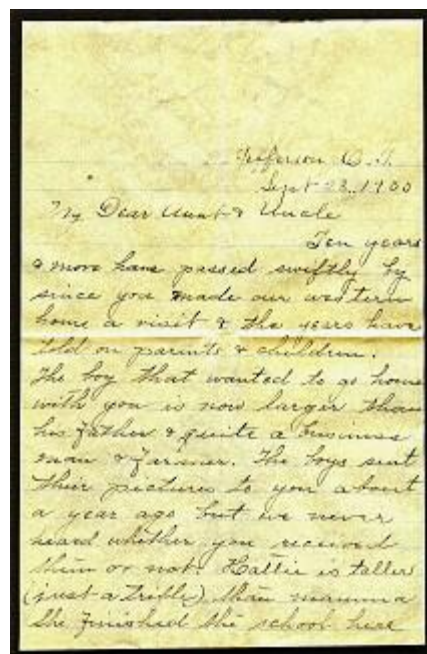 Jefferson O. T.
Sept 23, 1900
My Dear Aunt & Uncle
Ten years
& more have passed swiftly by
since you made our western
home a visit & the years have
told on parents & children.
The boy that wanted to go home
with you is now larger than
his father & quite a business
man & farmer. The boys sent
their pictures to you about
a year ago but we never
heard whether you received
them or not. Hattie is taller
(just a trifle) than mamma
She finished the school here